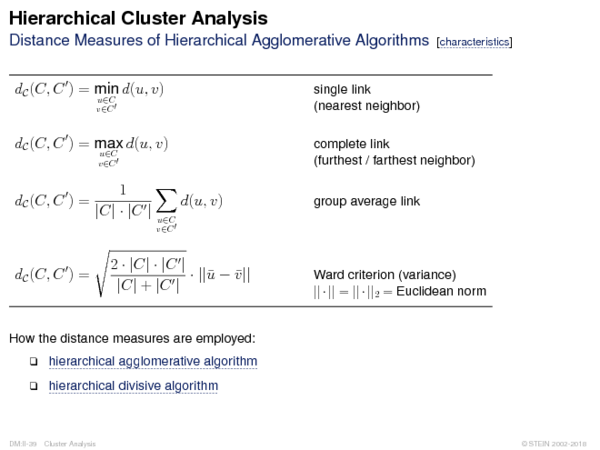 Hierarchical Cluster Analysis
Distance Measures of Hierarchical Agglomerative Algorithms [characteristics]
d_C(C, C′) = min_{u∈C, v∈C′} d(u, v) single link
(nearest neighbor)
d_C(C, C′) = max_{u∈C, v∈C′} d(u, v) complete link
(furthest / farthest neighbor)
d_C(C, C′) = 1 / (|C| · |C′|) ∑_{u∈C, v∈C′} d(u, v) group average link
d_C(C, C′) = √(2 · |C| · |C′| / (|C| + |C′|)) · ||ū − v̄|| Ward criterion (variance)
|| · || = || · ||₂ = Euclidean norm
How the distance measures are employed:
❑ hierarchical agglomerative algorithm
❑ hierarchical divisive algorithm
DM:II-39 Cluster Analysis © STEIN 2002-2018